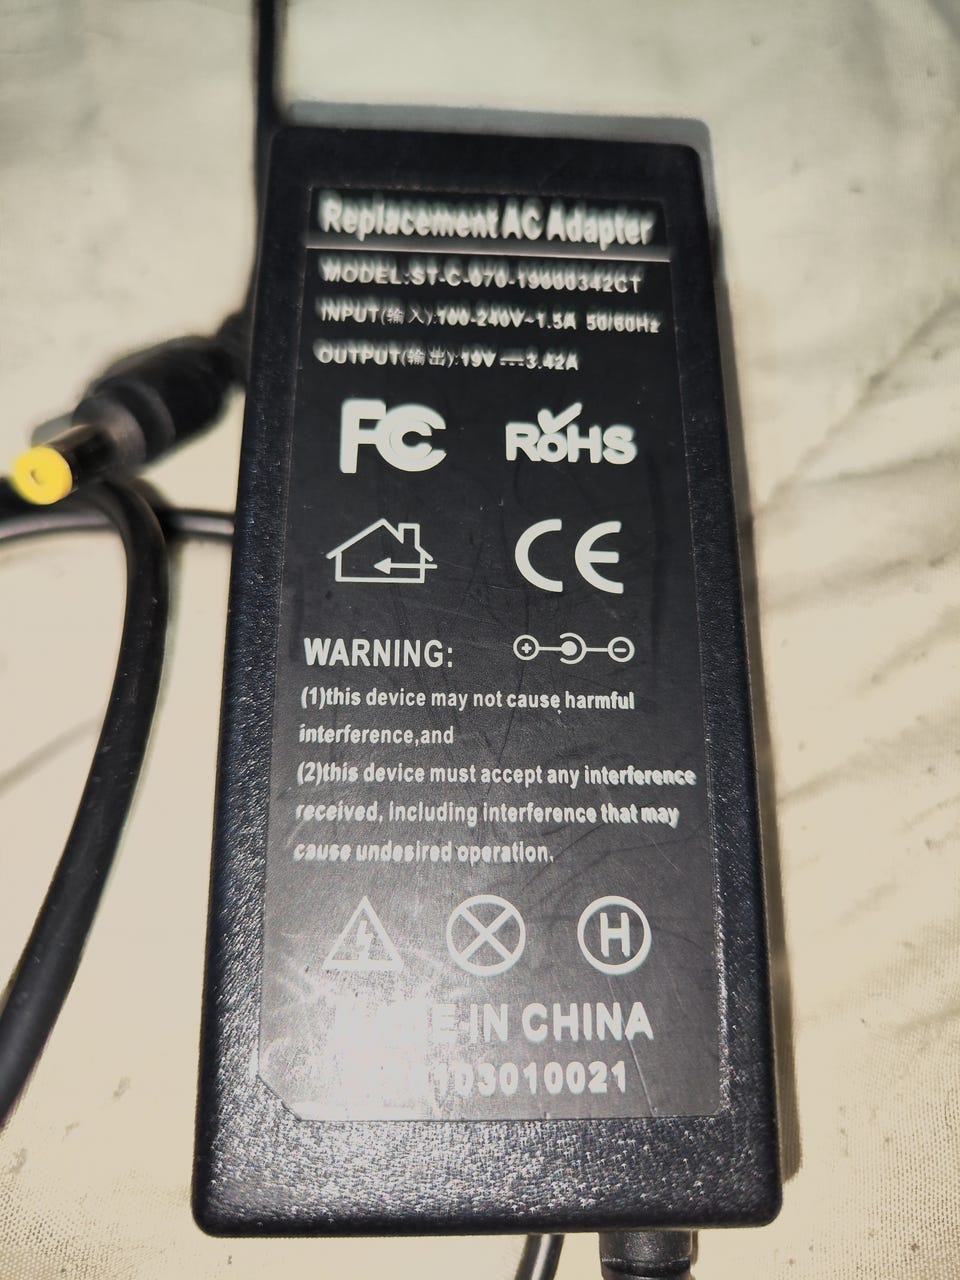 Replacement AC Adapter
MODEL:ST-C-070-19000342CT
INPUT(输入):100-240V~1.5A 50/60Hz
OUTPUT(输出):19V⎓3.42A
FC
RoHS
CE
WARNING:
(1)this device may not cause harmful
interference,and
(2)this device must accept any interference
received, including interference that may
cause undesired operation.
H
MADE IN CHINA
03010021